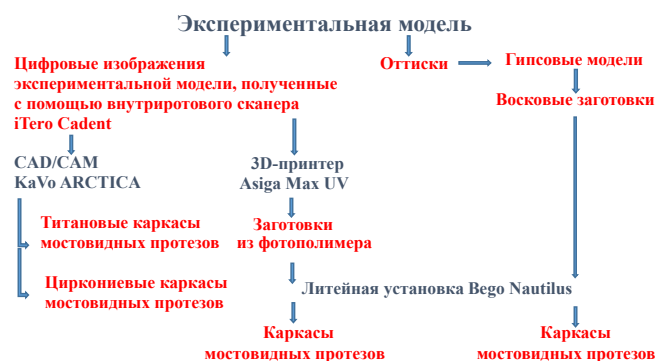 Экспериментальная модель
Цифровые изображения
экспериментальной модели, полученные
с помощью внутриротового сканера
iTero Cadent
Оттиски
Гипсовые модели
Восковые заготовки
CAD/CAM
KaVo ARCTICA
3D-принтер
Asiga Max UV
Титановые каркасы
мостовидных протезов
Заготовки
из фотополимера
Циркониевые каркасы
мостовидных протезов
Литейная установка Bego Nautilus
Каркасы
мостовидных протезов
Каркасы
мостовидных протезов